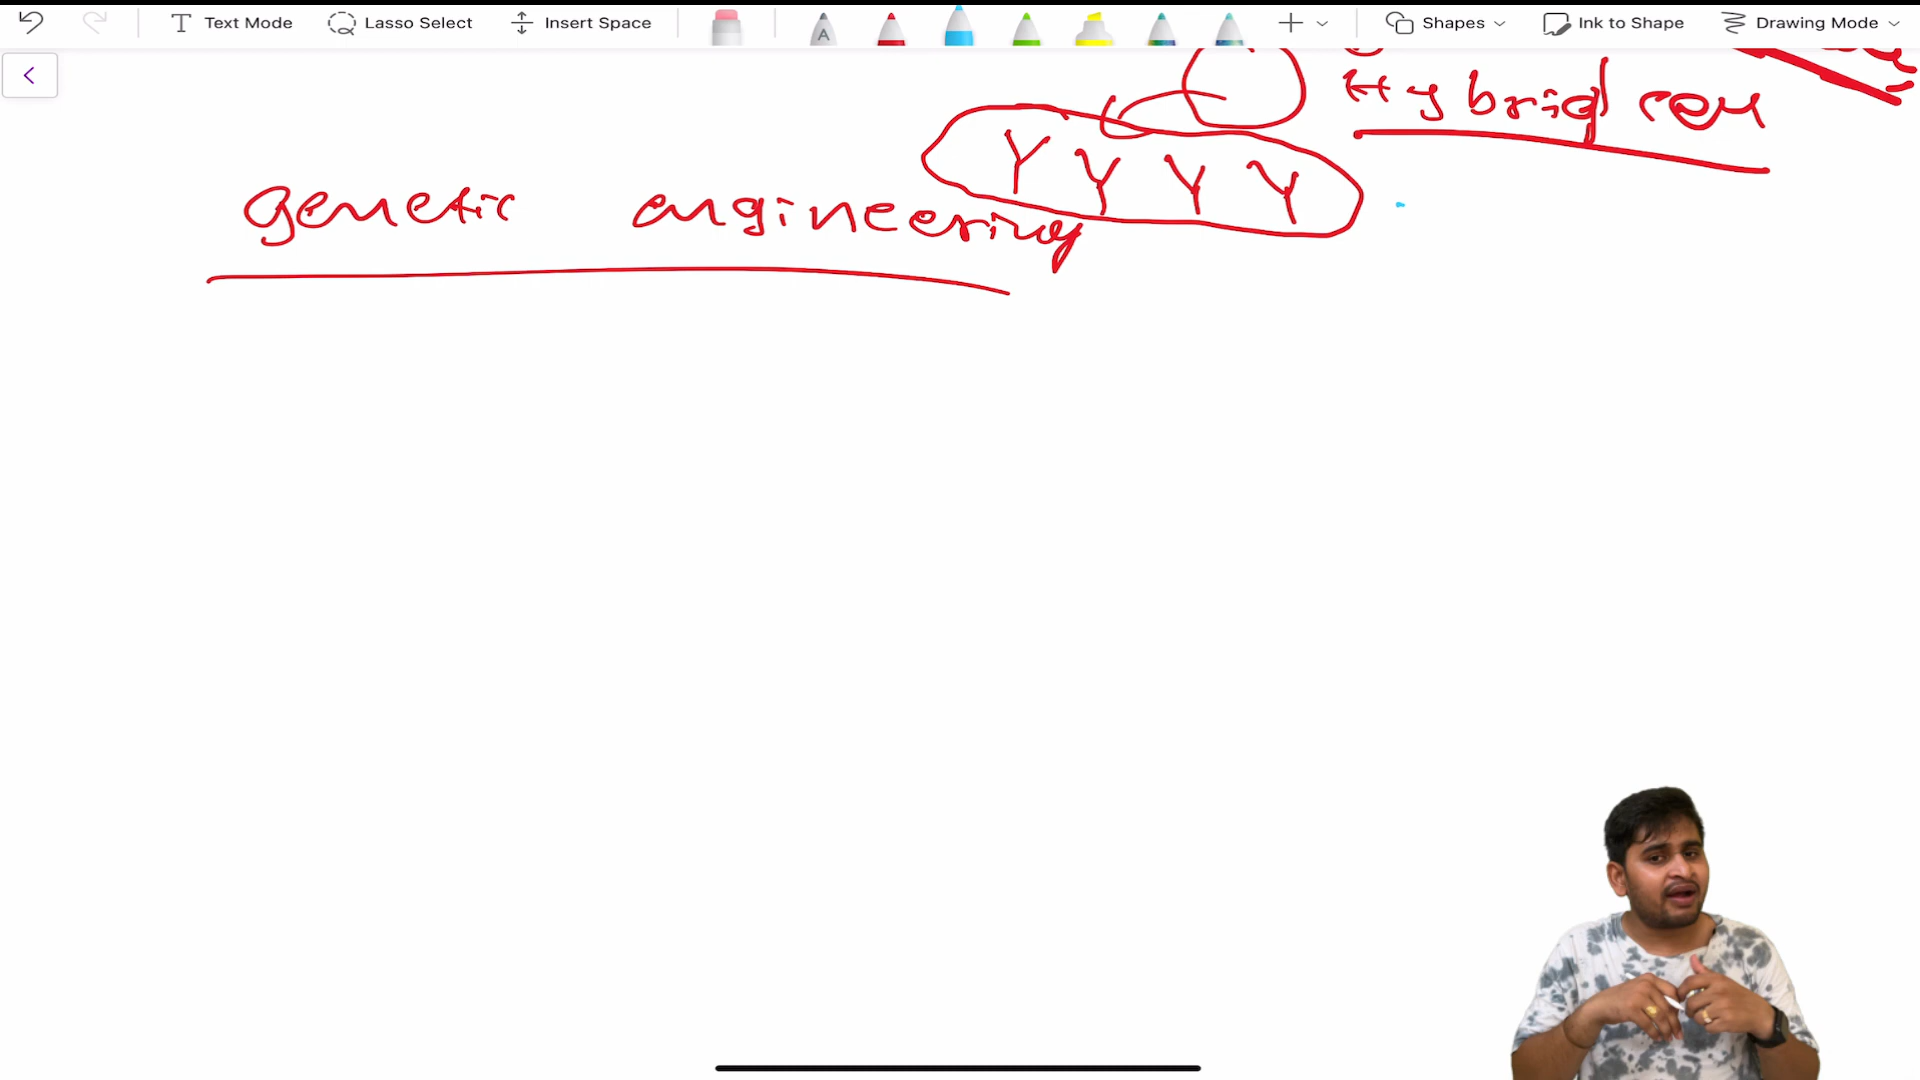 Text Mode Lasso Select Insert Space A Shapes Ink to Shape Drawing Mode
Hybrid cell
Y Y Y Y
genetic engineering